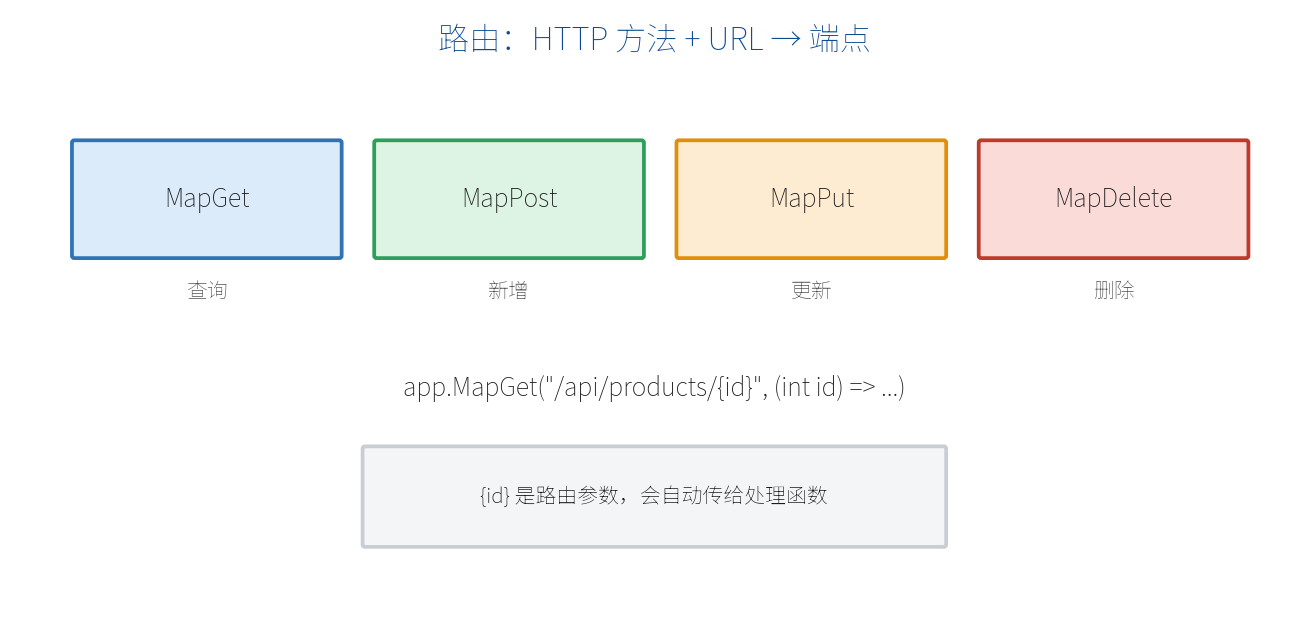 路由：HTTP 方法 + URL → 端点
MapGet
MapPost
MapPut
MapDelete
查询
新增
更新
删除
app.MapGet("/api/products/{id}", (int id) => ...)
{id} 是路由参数，会自动传给处理函数